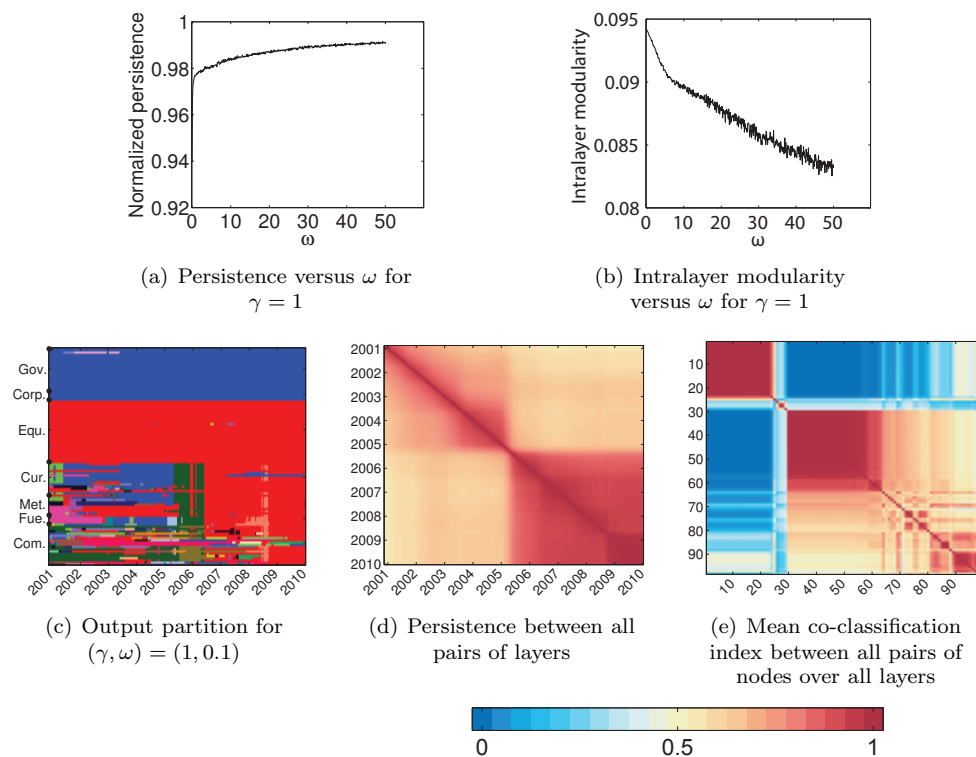 1
0.98
0.96
0.94
0.92
0 10 20 30 40 50
ω
Normalized persistence
(a) Persistence versus ω for
γ = 1
0.095
0.09
0.085
0.08
0 10 20 30 40 50
ω
Intralayer modularity
(b) Intralayer modularity
versus ω for γ = 1
Gov.
Corp.
Equ.
Cur.
Met.
Fue.
Com.
2001 2002 2003 2004 2005 2006 2007 2008 2009 2010
(c) Output partition for
(γ, ω) = (1, 0.1)
2001
2002
2003
2004
2005
2006
2007
2008
2009
2010
2001 2002 2003 2004 2005 2006 2007 2008 2009 2010
(d) Persistence between all
pairs of layers
10
20
30
40
50
60
70
80
90
10 20 30 40 50 60 70 80 90
(e) Mean co-classification
index between all pairs of
nodes over all layers
0 0.5 1